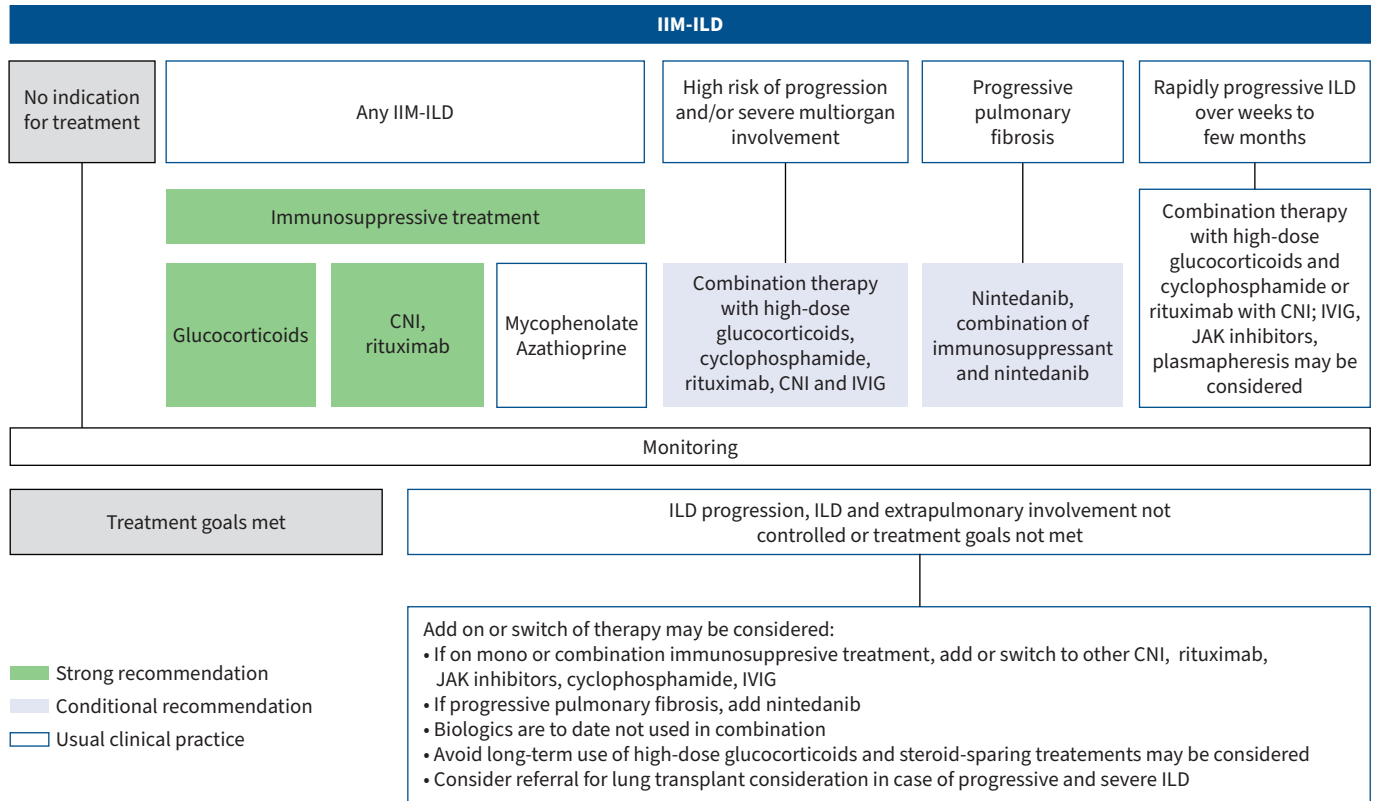 IIM-ILD
No indication
for treatment
Any IIM-ILD
High risk of progression
and/or severe multiorgan
involvement
Progressive
pulmonary
fibrosis
Rapidly progressive ILD
over weeks to
few months
Immunosuppressive treatment
Glucocorticoids
CNI,
rituximab
Mycophenolate
Azathioprine
Combination therapy
with high-dose
glucocorticoids,
cyclophosphamide,
rituximab, CNI and IVIG
Nintedanib,
combination of
immunosuppressant
and nintedanib
Combination therapy
with high-dose
glucocorticoids and
cyclophosphamide or
rituximab with CNI; IVIG,
JAK inhibitors,
plasmapheresis may be
considered
Monitoring
Treatment goals met
ILD progression, ILD and extrapulmonary involvement not
controlled or treatment goals not met
Add on or switch of therapy may be considered:
• If on mono or combination immunosuppresive treatment, add or switch to other CNI, rituximab,
JAK inhibitors, cyclophosphamide, IVIG
• If progressive pulmonary fibrosis, add nintedanib
• Biologics are to date not used in combination
• Avoid long-term use of high-dose glucocorticoids and steroid-sparing treatements may be considered
• Consider referral for lung transplant consideration in case of progressive and severe ILD
Strong recommendation
Conditional recommendation
Usual clinical practice